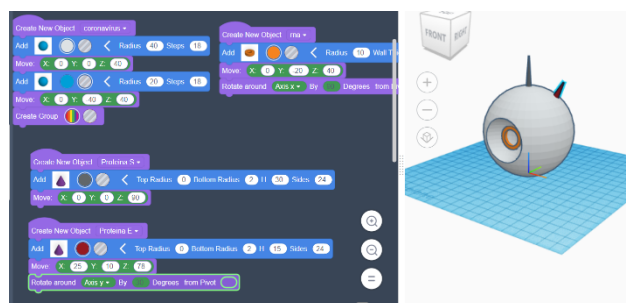 Create New Object coronavirus
Add Radius 40 Steps 18
Move: X: 0 Y: 0 Z: 40
Add Radius 20 Steps 18
Move: X: 0 Y: -40 Z: 40
Create Group
Create New Object rna
Add Radius 10 Wall
Move: X: 0 Y: -20 Z: 40
Rotate around Axis x By Degrees from
Create New Object Proteina S
Add Top Radius 0 Bottom Radius 2 H 30 Sides 24
Move: X: 0 Y: 0 Z: 90
Create New Object Proteina E
Add Top Radius 0 Bottom Radius 2 H 15 Sides 24
Move: X: 25 Y: 10 Z: 78
Rotate around Axis y By Degrees from Pivot
FRONT RIGHT